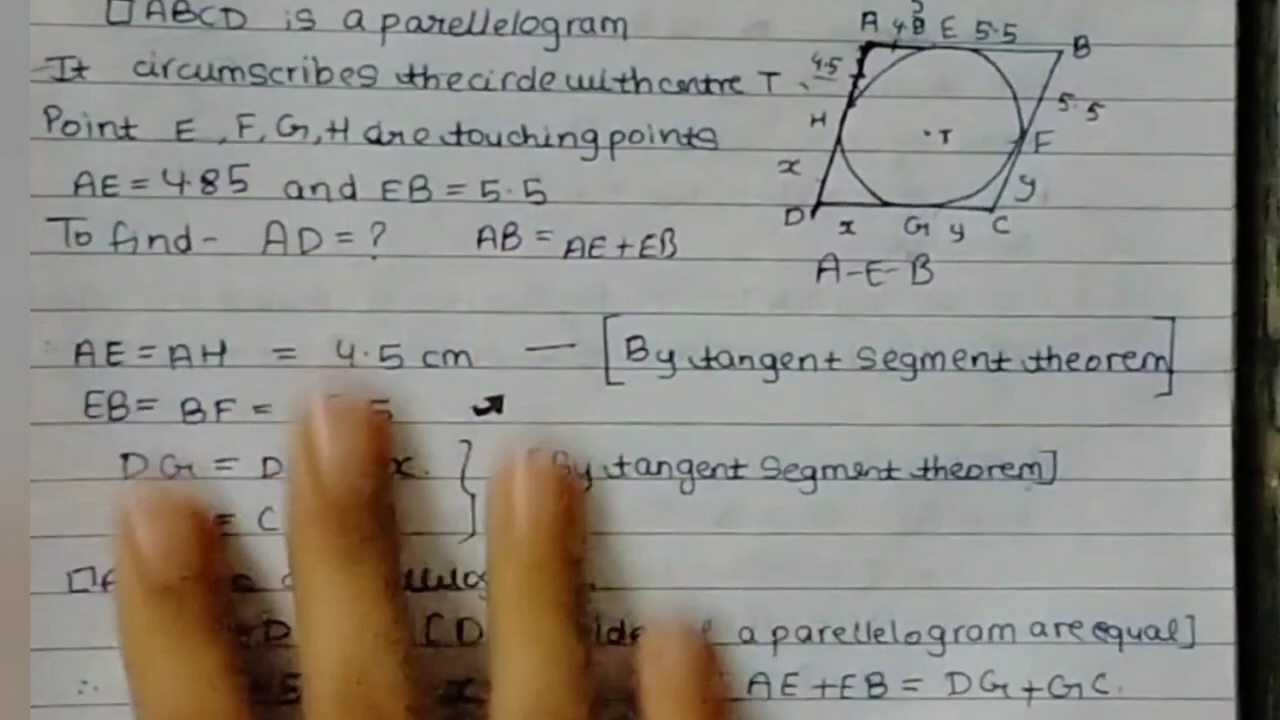 □ABCD is a parellelogram
It circumscribes the circle with centre T.
Point E, F, G, H are touching points
AE = 4.85 and EB = 5.5
To find - AD = ? AB = AE + EB
A E 5.5 B
4.5
H
5.5
T
F
x
y
D x G y C
A-E-B
AE = AH = 4.5 cm — [By tangent segment theorem]
EB = BF =
DG = D x. } [By tangent segment theorem]
= C
D [D a parellelogram are equal]
∴ 5 x AE + EB = DG + GC.